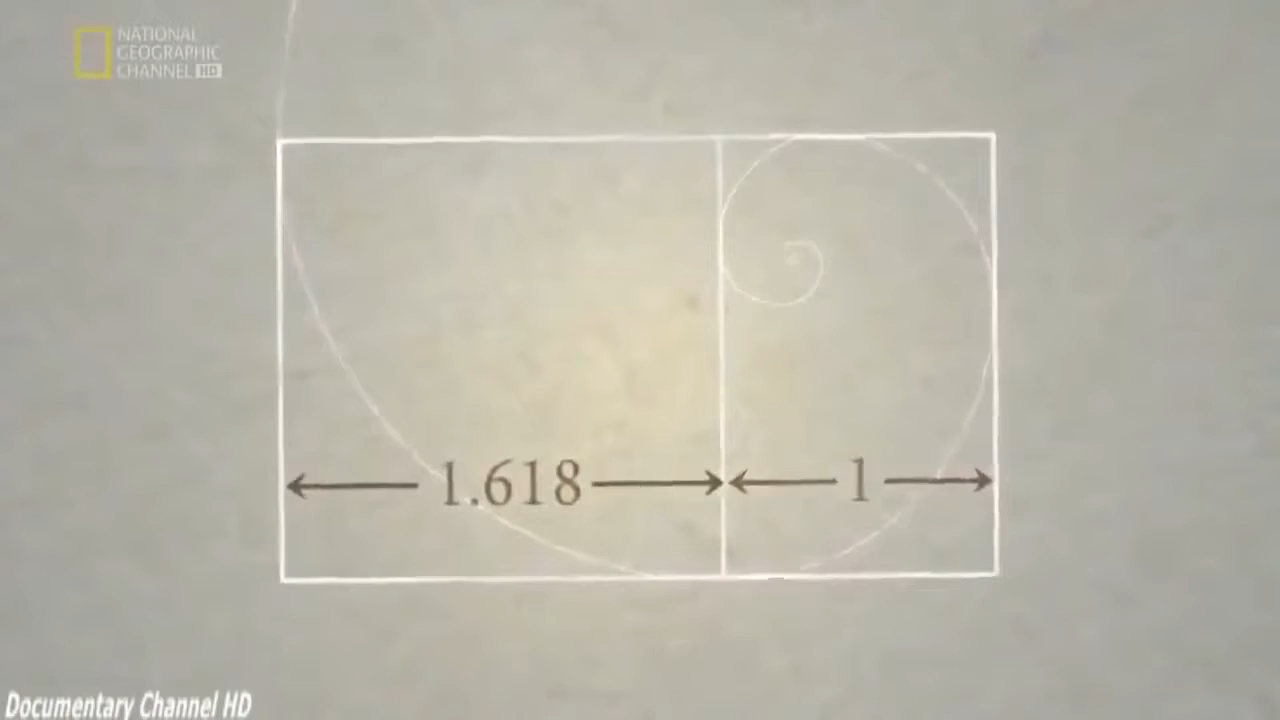 NATIONAL
GEOGRAPHIC
CHANNEL HD
1.618
1
Documentary Channel HD